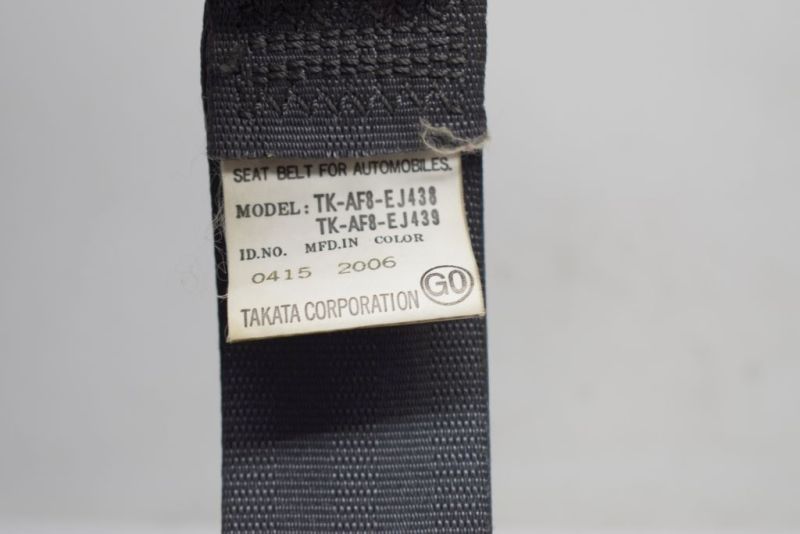 SEAT BELT FOR AUTOMOBILES.
MODEL: TK-AF8-EJ438
TK-AF8-EJ439
ID.NO. MFD.IN COLOR
0415 2006
TAKATA CORPORATION GO